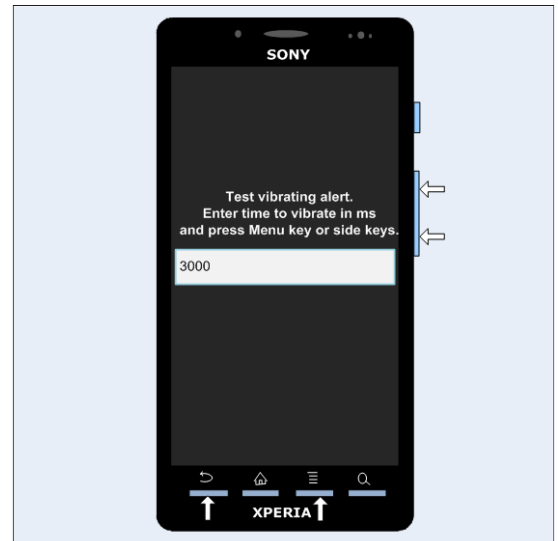 SONY
Test vibrating alert.
Enter time to vibrate in ms
and press Menu key or side keys.
3000
XPERIA